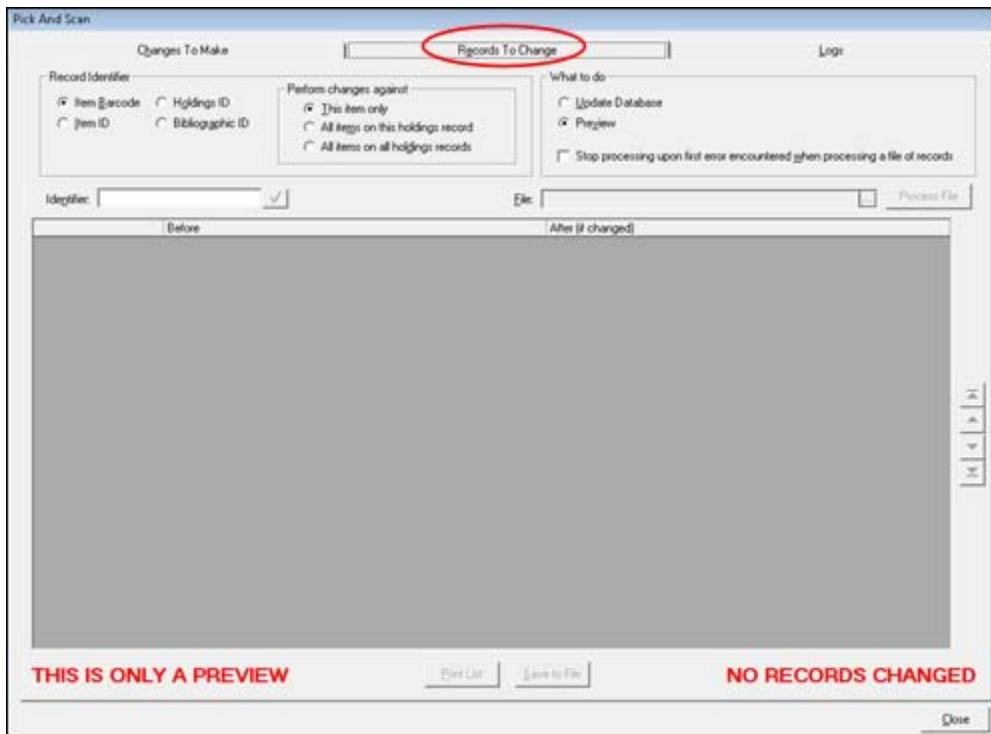 Pick And Scan
Changes To Make
Records To Change
Logs
Record Identifier
Item Barcode
Holdings ID
Item ID
Bibliographic ID
Perform changes against
This item only
All items on this holdings record
All items on all holdings records
What to do
Update Database
Preview
Stop processing upon first error encountered when processing a file of records
Identifier:
File:
...
Process File
Before
After (if changed)
THIS IS ONLY A PREVIEW
Print List
Save to File
NO RECORDS CHANGED
Close